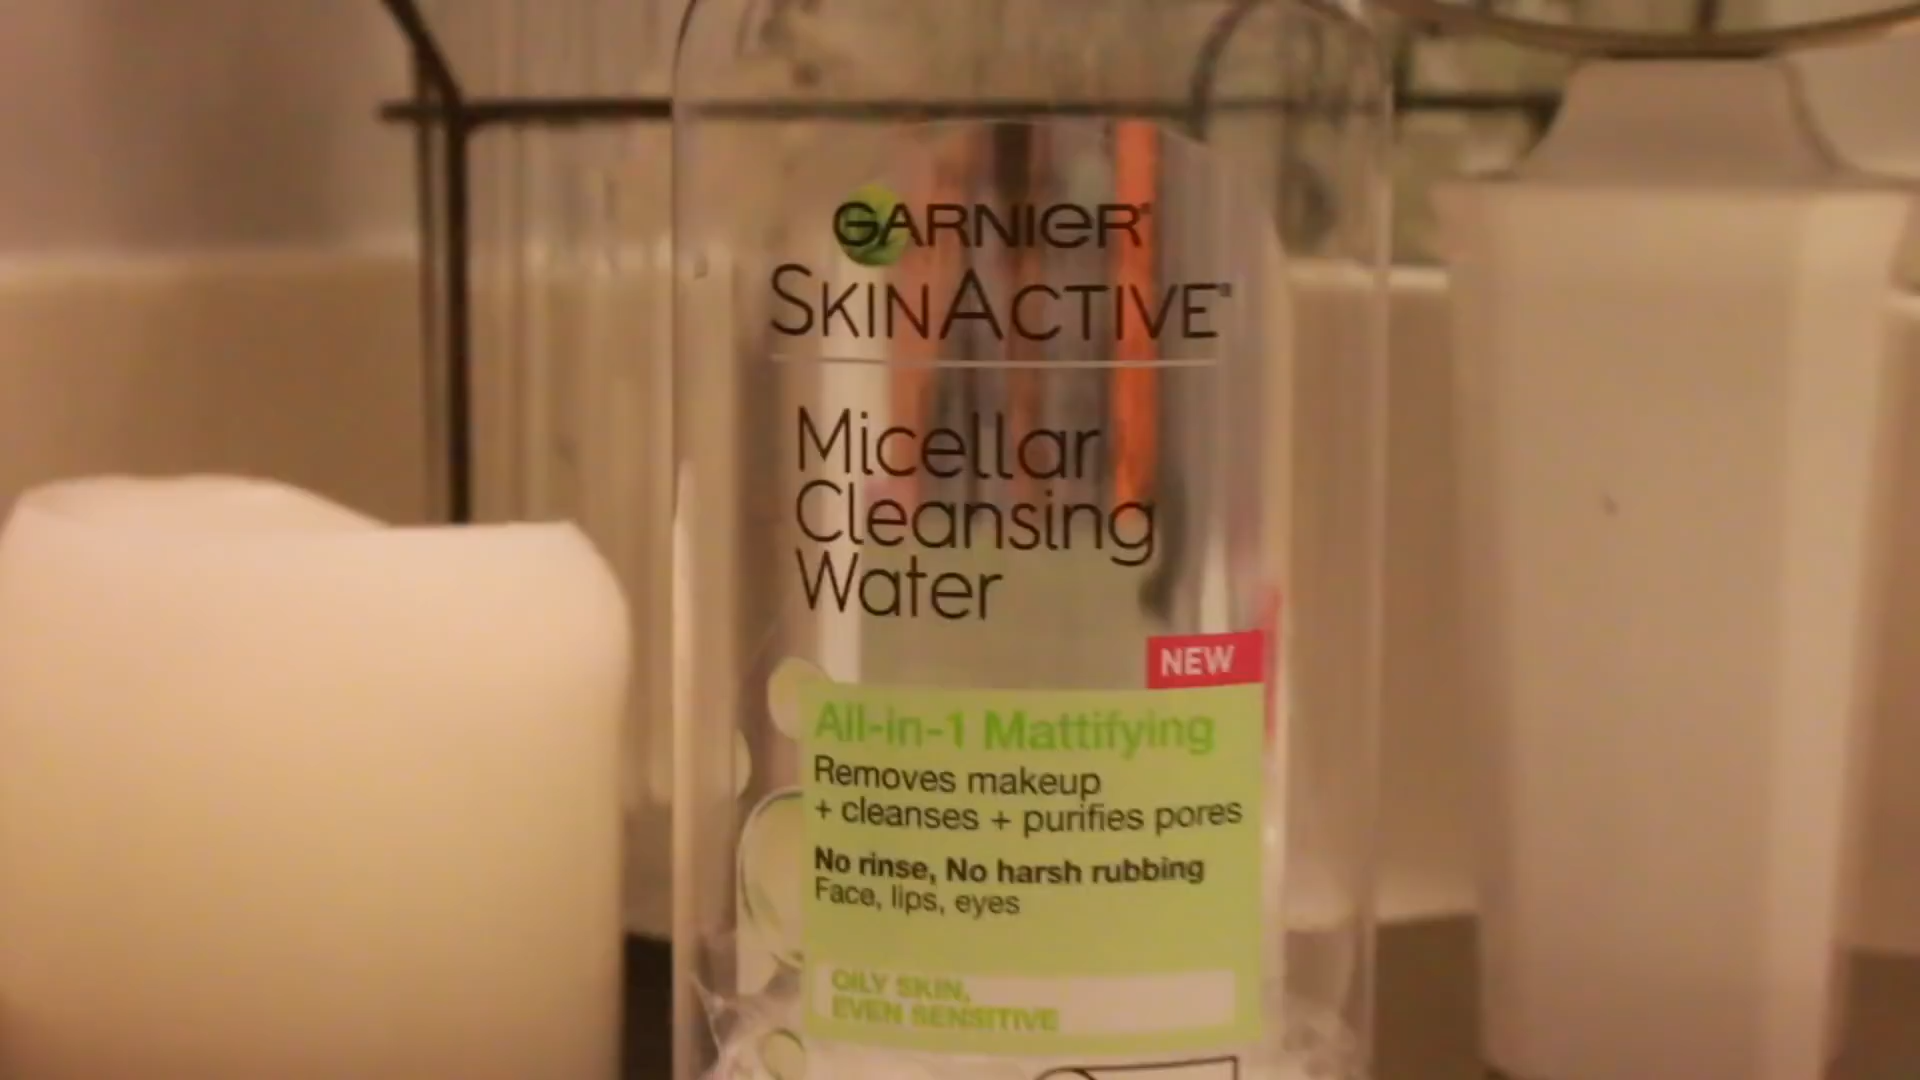 GARNIER®
SKINACTIVE™
Micellar
Cleansing
Water
NEW
All-in-1 Mattifying
Removes makeup
+ cleanses + purifies pores
No rinse, No harsh rubbing
Face, lips, eyes
OILY SKIN,
EVEN SENSITIVE